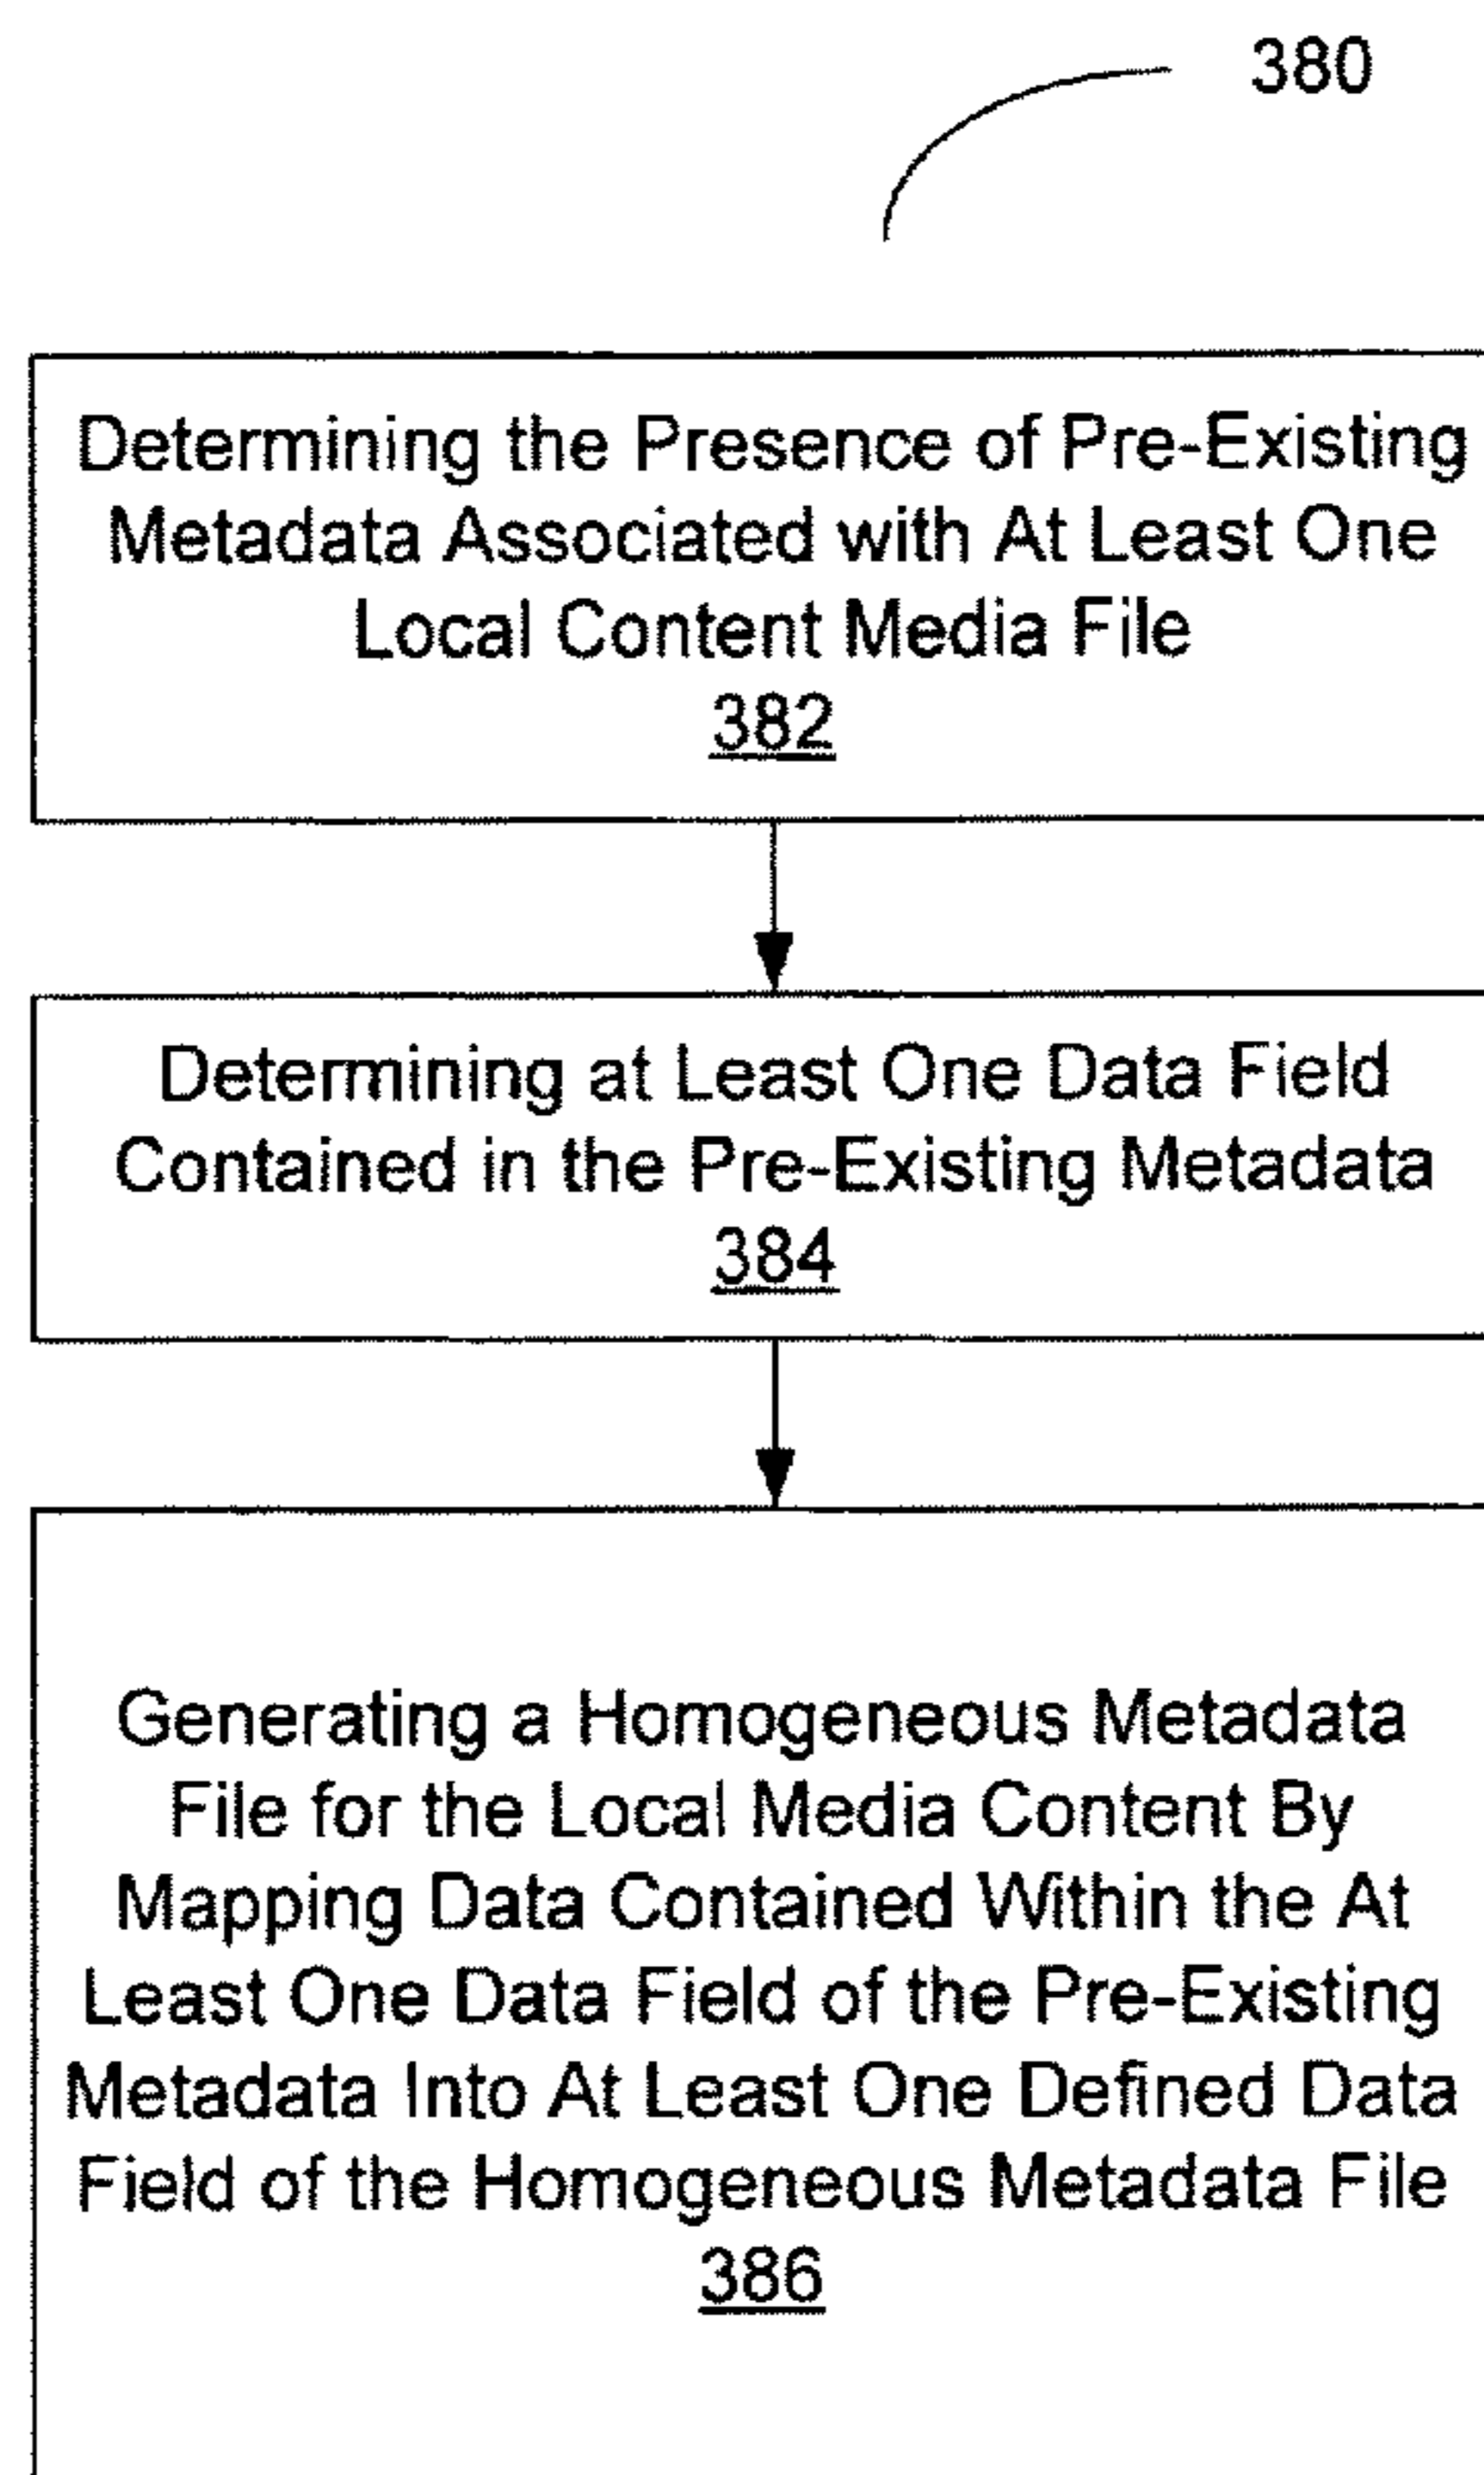 380
Determining the Presence of Pre-Existing
Metadata Associated with At Least One
Local Content Media File
382
Determining at Least One Data Field
Contained in the Pre-Existing Metadata
384
Generating a Homogeneous Metadata
File for the Local Media Content By
Mapping Data Contained Within the At
Least One Data Field of the Pre-Existing
Metadata Into At Least One Defined Data
Field of the Homogeneous Metadata File
386